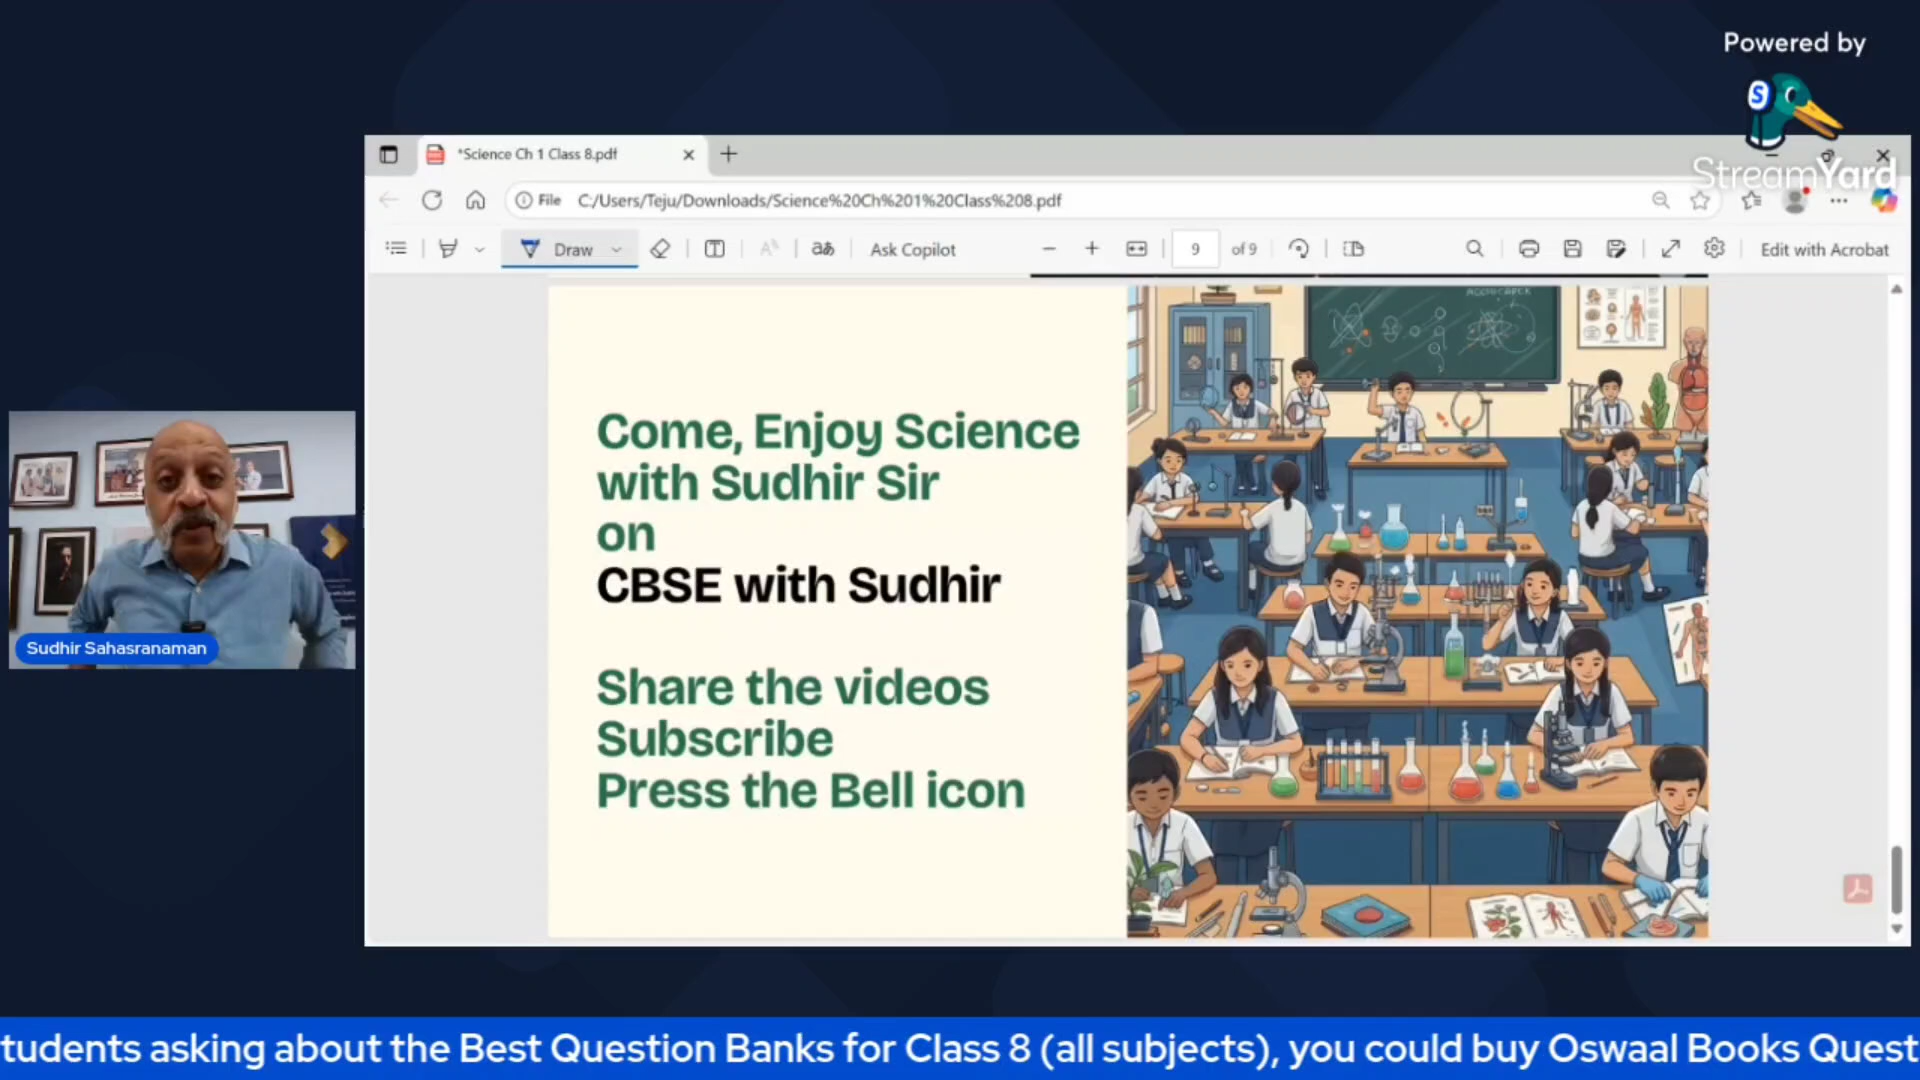 Powered by
StreamYard
*Science Ch 1 Class 8.pdf
File C:/Users/Teju/Downloads/Science%20Ch%201%20Class%208.pdf
Draw
aあ
Ask Copilot
9 of 9
Edit with Acrobat
Come, Enjoy Science
with Sudhir Sir
on
CBSE with Sudhir
Share the videos
Subscribe
Press the Bell icon
Sudhir Sahasranaman
tudents asking about the Best Question Banks for Class 8 (all subjects), you could buy Oswaal Books Quest